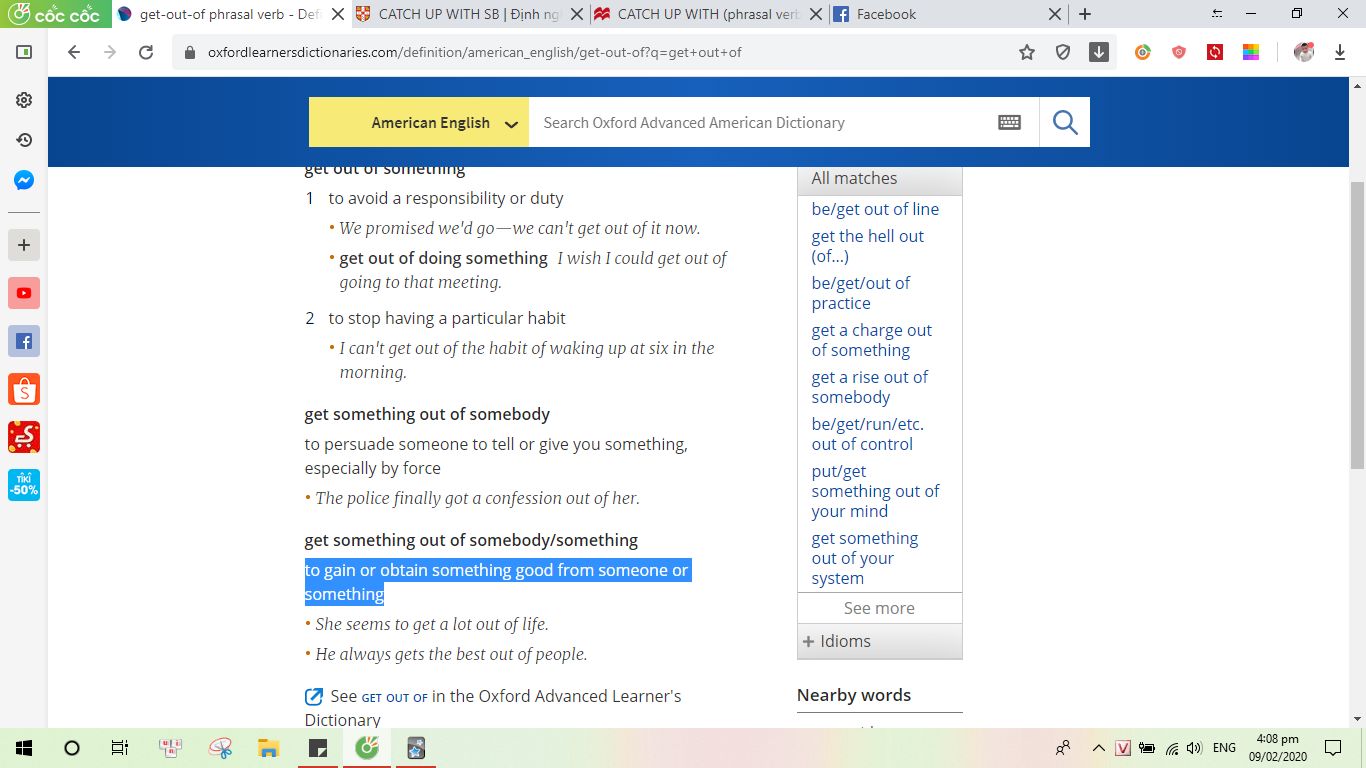 cốc cốc
get-out-of phrasal verb - Def
CATCH UP WITH SB | Định ng
CATCH UP WITH (phrasal verb
Facebook
oxfordlearnersdictionaries.com/definition/american_english/get-out-of?q=get+out+of
American English
Search Oxford Advanced American Dictionary
get out of something
1 to avoid a responsibility or duty
• We promised we'd go—we can't get out of it now.
• get out of doing something I wish I could get out of
going to that meeting.
2 to stop having a particular habit
• I can't get out of the habit of waking up at six in the
morning.
get something out of somebody
to persuade someone to tell or give you something,
especially by force
• The police finally got a confession out of her.
get something out of somebody/something
to gain or obtain something good from someone or
something
• She seems to get a lot out of life.
• He always gets the best out of people.
See GET OUT OF in the Oxford Advanced Learner's
Dictionary
All matches
be/get out of line
get the hell out
(of...)
be/get/out of
practice
get a charge out
of something
get a rise out of
somebody
be/get/run/etc.
out of control
put/get
something out of
your mind
get something
out of your
system
See more
+ Idioms
Nearby words
TIKI
-50%
V
ENG
4:08 pm
09/02/2020